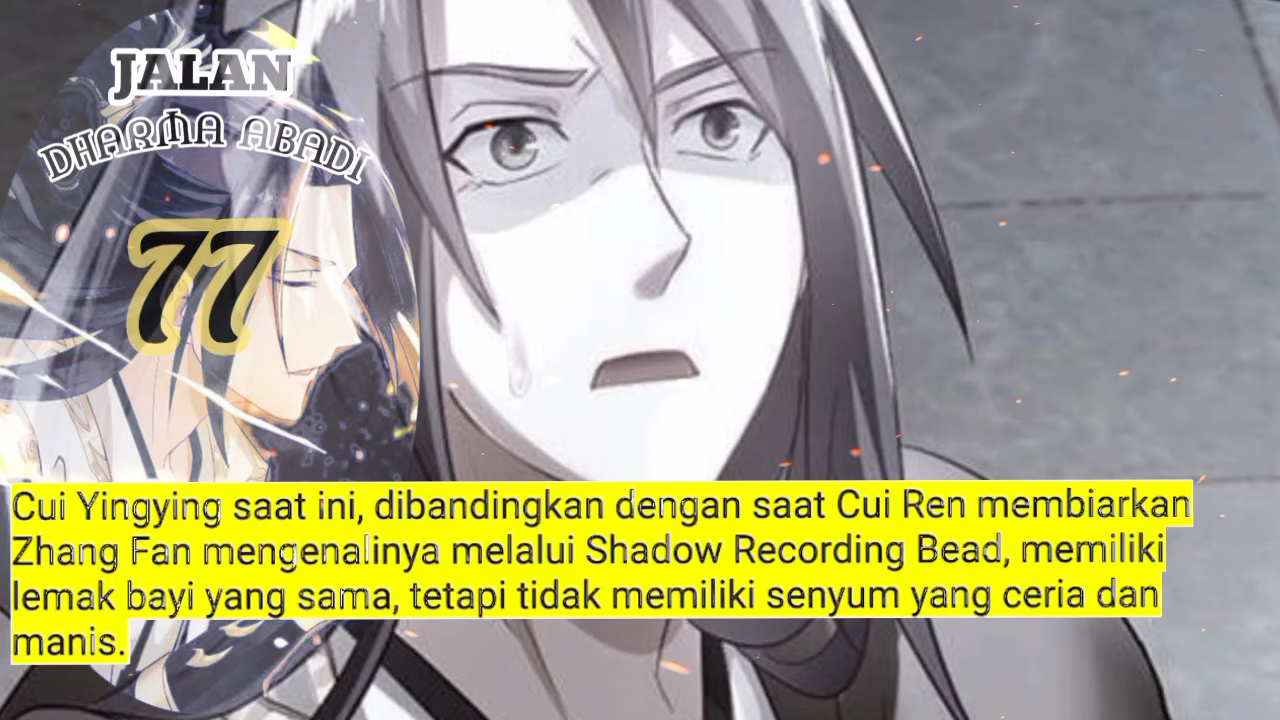 JALAN
DHARMA ABADI
77
Cui Yingying saat ini, dibandingkan dengan saat Cui Ren membiarkan
Zhang Fan mengenalinya melalui Shadow Recording Bead, memiliki
lemak bayi yang sama, tetapi tidak memiliki senyum yang ceria dan
manis.